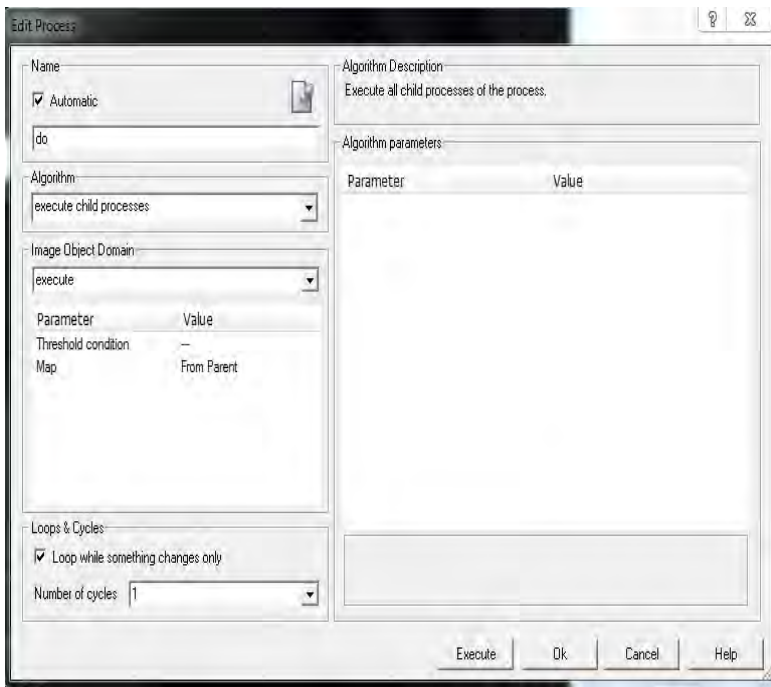 Edit Process
Name
Automatic
do
Algorithm
execute child processes
Image Object Domain
execute
Parameter Value
Threshold condition —
Map From Parent
Loops & Cycles
Loop while something changes only
Number of cycles 1
Algorithm Description
Execute all child processes of the process.
Algorithm parameters
Parameter Value
Execute Ok Cancel Help